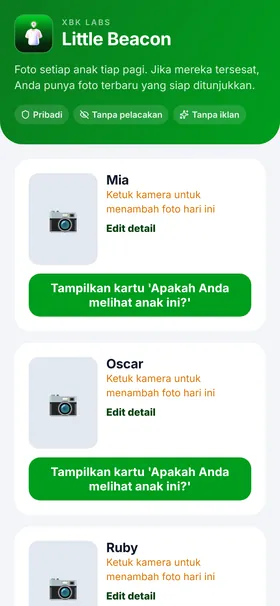 XBK LABS
Little Beacon
Foto setiap anak tiap pagi. Jika mereka tersesat,
Anda punya foto terbaru yang siap ditunjukkan.
Pribadi
Tanpa pelacakan
Tanpa iklan
Mia
Ketuk kamera untuk
menambah foto hari ini
Edit detail
Tampilkan kartu 'Apakah Anda
melihat anak ini?'
Oscar
Ketuk kamera untuk
menambah foto hari ini
Edit detail
Tampilkan kartu 'Apakah Anda
melihat anak ini?'
Ruby
Ketuk kamera untuk
menambah foto hari ini
Edit detail